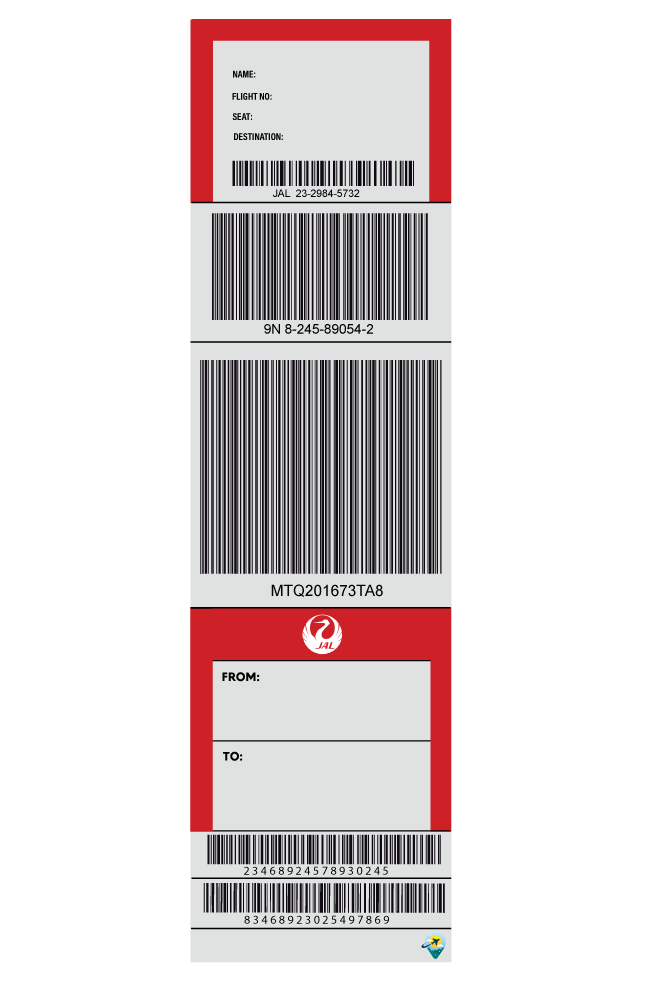 NAME:
FLIGHT NO:
SEAT:
DESTINATION:
JAL 23-2984-5732
9N 8-245-89054-2
MTQ201673TA8
JAL
FROM:
TO:
23468924578930245
83468923025497869